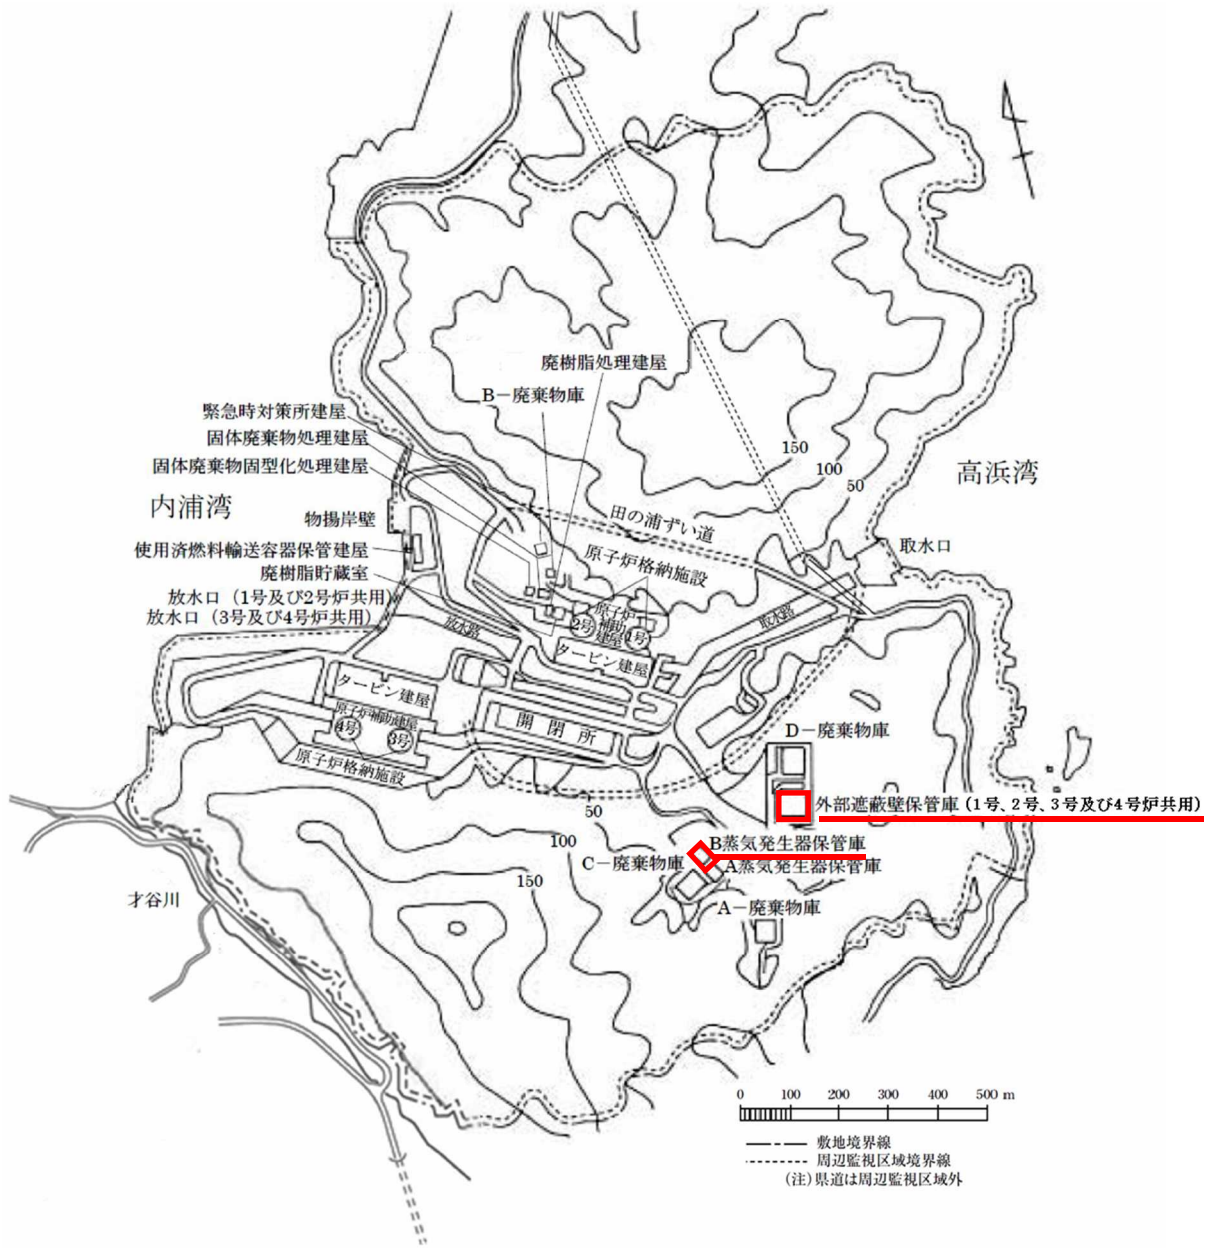 廃樹脂処理建屋
B－廃棄物庫
緊急時対策所建屋
固体廃棄物処理建屋
固体廃棄物固型化処理建屋
150
100
50
高浜湾
内浦湾
物揚岸壁
田の浦ずい道
取水口
使用済燃料輸送容器保管建屋
原子炉格納施設
廃樹脂貯蔵室
放水口（1号及び2号炉共用）
放水口（3号及び4号炉共用）
放水路
取水路
原子炉
補助
建屋
2号
1号
タービン建屋
タービン建屋
原子炉補助建屋
4号
3号
開閉所
原子炉格納施設
D－廃棄物庫
外部遮蔽壁保管庫（1号、2号、3号及び4号炉共用）
50
100
150
B蒸気発生器保管庫
C－廃棄物庫
A蒸気発生器保管庫
A－廃棄物庫
才谷川
0 100 200 300 400 500 m
敷地境界線
周辺監視区域境界線
(注) 県道は周辺監視区域外